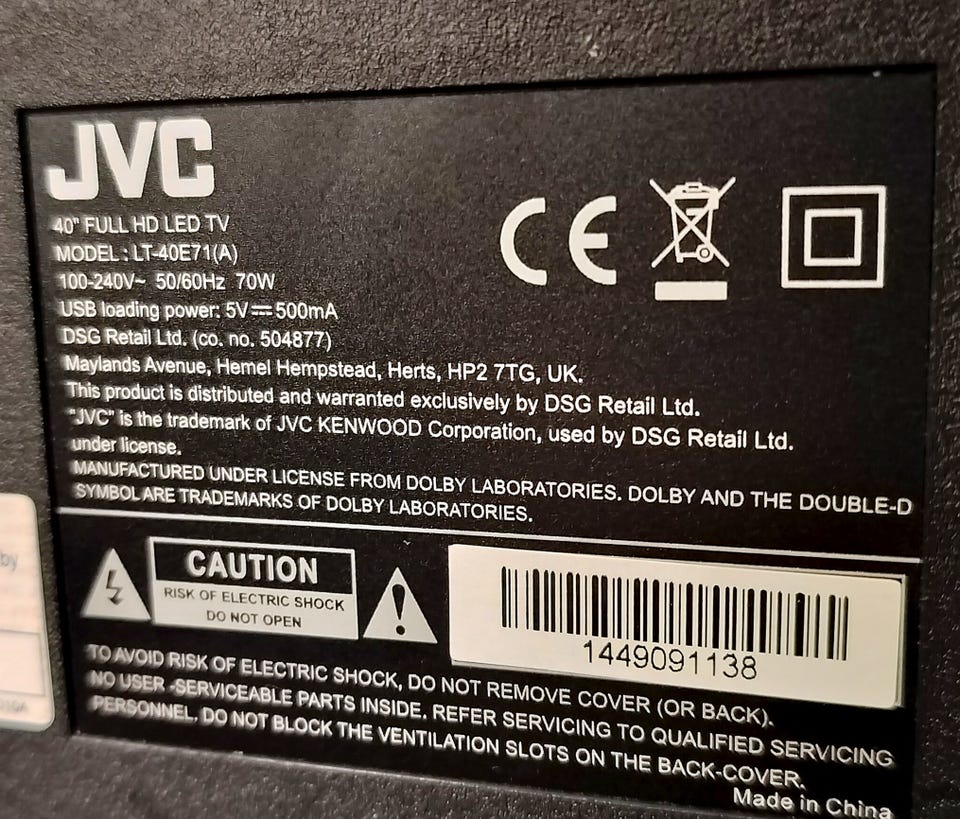 JVC
40" FULL HD LED TV
MODEL : LT-40E71(A)
100-240V~ 50/60Hz 70W
USB loading power: 5V⎓500mA
DSG Retail Ltd. (co. no. 504877)
Maylands Avenue, Hemel Hempstead, Herts, HP2 7TG, UK.
This product is distributed and warranted exclusively by DSG Retail Ltd.
"JVC" is the trademark of JVC KENWOOD Corporation, used by DSG Retail Ltd.
under license.
MANUFACTURED UNDER LICENSE FROM DOLBY LABORATORIES. DOLBY AND THE DOUBLE-D
SYMBOL ARE TRADEMARKS OF DOLBY LABORATORIES.
CE
CAUTION
RISK OF ELECTRIC SHOCK
DO NOT OPEN
!
1449091138
TO AVOID RISK OF ELECTRIC SHOCK, DO NOT REMOVE COVER (OR BACK).
NO USER -SERVICEABLE PARTS INSIDE. REFER SERVICING TO QUALIFIED SERVICING
PERSONNEL. DO NOT BLOCK THE VENTILATION SLOTS ON THE BACK-COVER.
Made in China
by